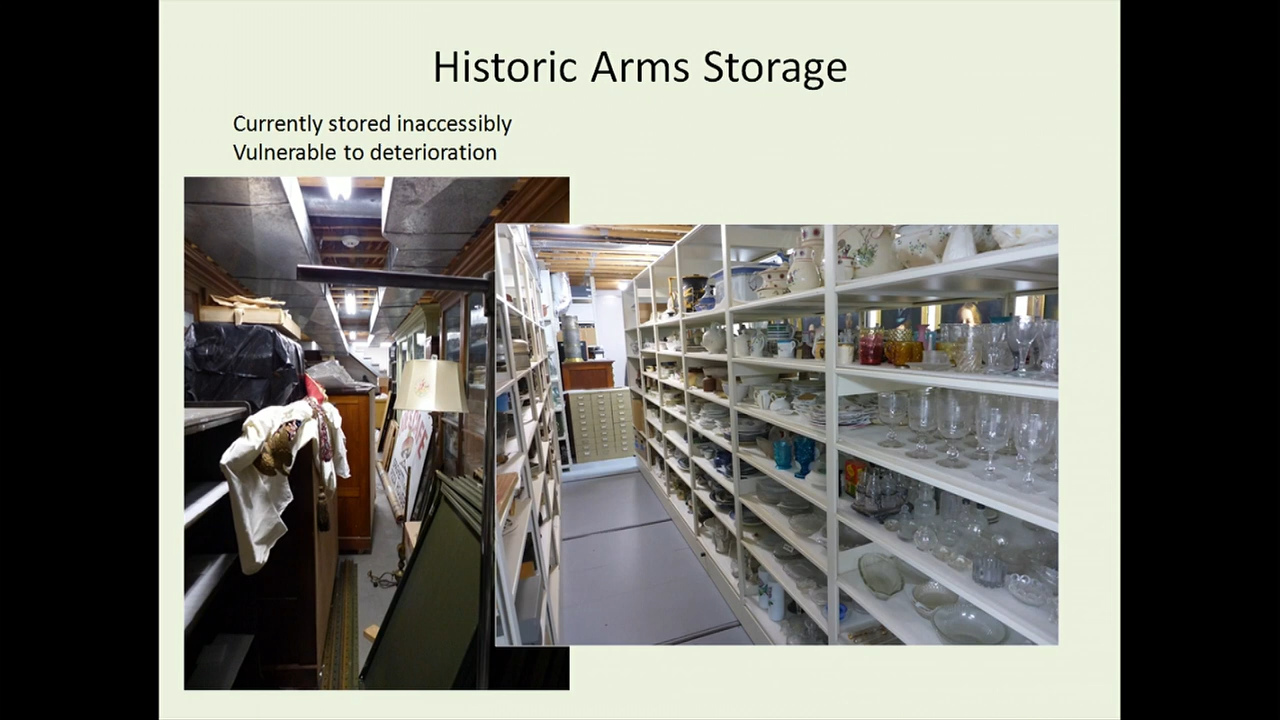 Historic Arms Storage
Currently stored inaccessibly
Vulnerable to deterioration